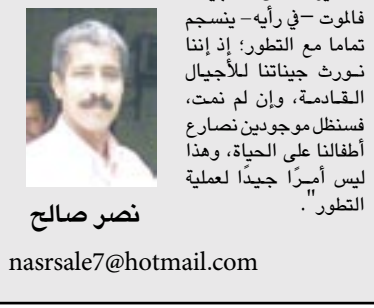 فالموت –في رأيه– ينسجم
تماما مع التطور؛ إذ إننا
نورث جيناتنا للأجيال
القادمة، وإن لم نمت،
فسنظل موجودين نصارع
أطفالنا على الحياة، وهذا
ليس أمرًا جيدًا لعملية
التطور".
نصر صالح
nasrsale7@hotmail.com